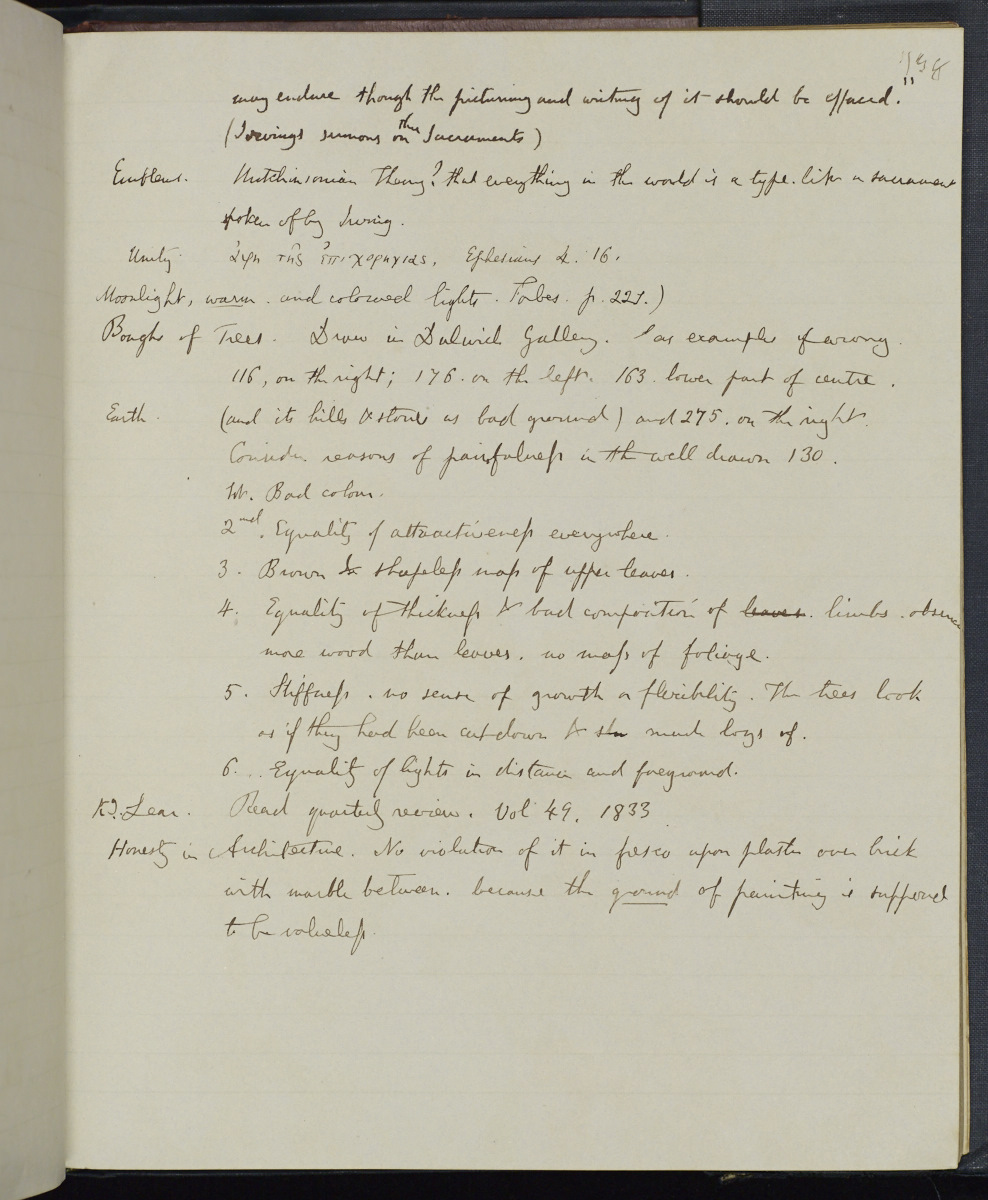 may endure though the picturing and writing of it should be effaced."
(Irvings sermons on the Sacraments)
Emblems. Hutchinsonian Theory? that everything in the world is a type. like a sacrament
spoken of by Irving.
Unity ἁφη τῆς ἐπιχορηγιας, Ephesians 4. 16.
Moonlight, warm. and coloured lights. Forbes. p. 221.)
Boughs of Trees. Draw in Dulwich Gallery. as examples of wrong.
116, on the right; 176. on the left. 163. lower part of centre.
Earth. (and its hills & stones as bad ground) and 275. on the right.
Consider reasons of painfulness in the well drawn 130.
1st. Bad colour.
2nd. Equality of attractiveness everywhere.
3. Brown & shapeless mass of upper leaves.
4. Equality of thickness & bad composition of leaves. limbs. absence
more wood than leaves. no mass of foliage.
5. Stiffness. no sense of growth or flexibility. The trees look
as if they had been cut down & made logs of.
6. Equality of lights in distance and foreground.
K. Lear. Read quarterly review. Vol 49. 1833
Honesty in Architecture. No violation of it in fresco upon plaster over brick
with marble between. because the ground of painting is supposed
to be valueless.